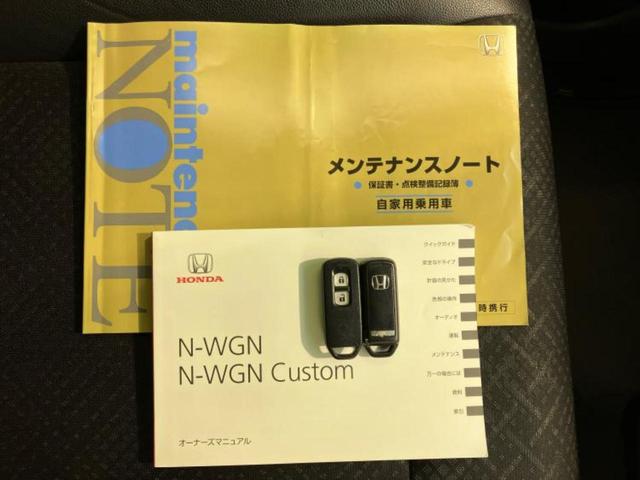 maintenance
NOTE
メンテナンスノート
保証書・点検整備記録簿
自家用乗用車
時携行
HONDA
N-WGN
N-WGN Custom
オーナーズマニュアル
クイックガイド
安全なドライブ
計器の見かた
各部の操作
オーディオ
運転
メンテナンス
万一の場合には
資料
索引